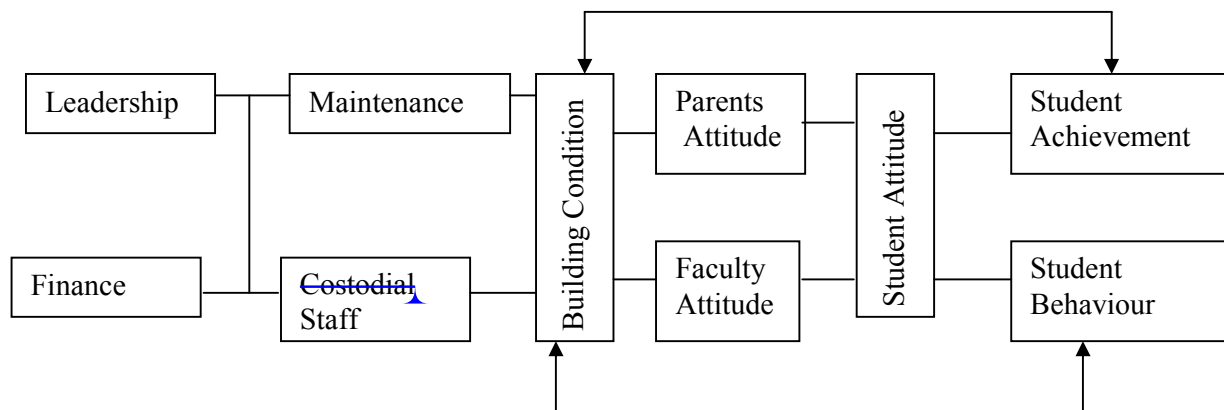 Leadership
Maintenance
Building Condition
Parents
Attitude
Student Attitude
Student
Achievement
Finance
Costodial
Staff
Faculty
Attitude
Student
Behaviour